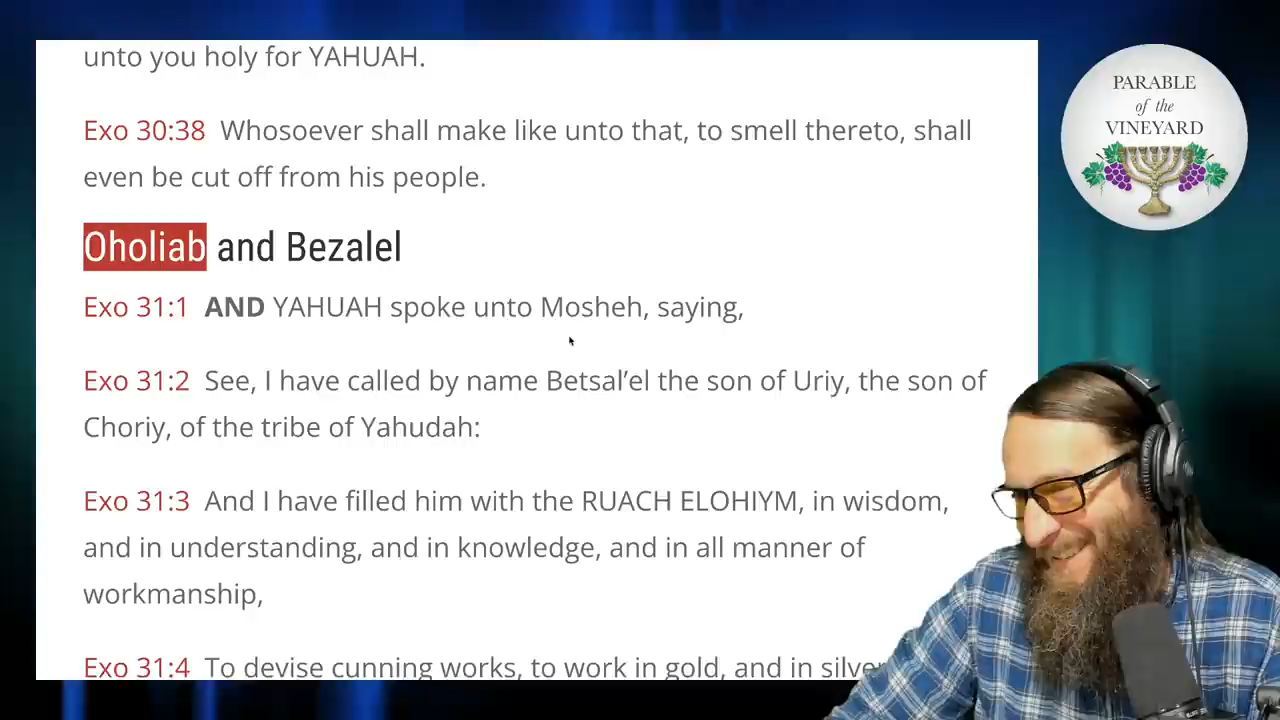 unto you holy for YAHUAH.
Exo 30:38 Whosoever shall make like unto that, to smell thereto, shall
even be cut off from his people.
Oholiab and Bezalel
Exo 31:1 AND YAHUAH spoke unto Mosheh, saying,
Exo 31:2 See, I have called by name Betsal’el the son of Uriy, the son of
Choriy, of the tribe of Yahudah:
Exo 31:3 And I have filled him with the RUACH ELOHIYM, in wisdom,
and in understanding, and in knowledge, and in all manner of
workmanship,
Exo 31:4 To devise cunning works, to work in gold, and in silver
PARABLE
of the
VINEYARD